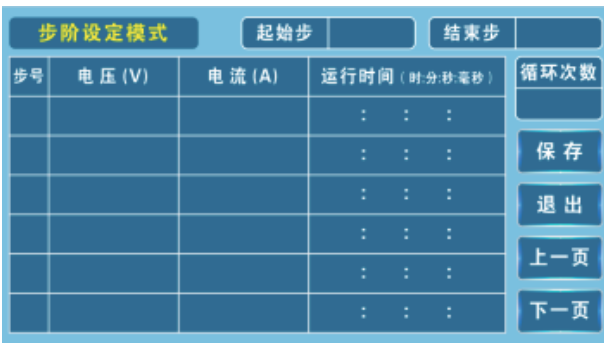 步阶设定模式 起始步 结束步
步号 电压(V) 电流(A) 运行时间(时:分:秒:毫秒) 循环次数
: : :
: : : 保存
: : : 退出
: : :
: : : 上一页
: : : 下一页